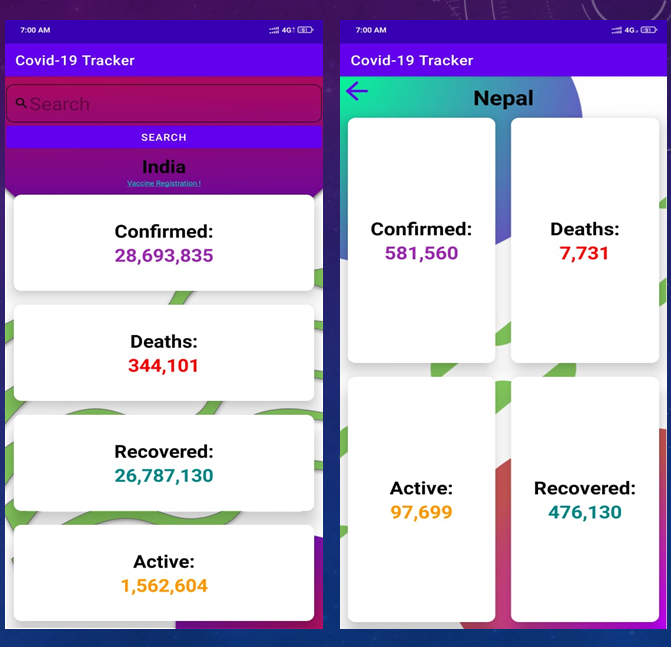 7:00 AM
4G
51
Covid-19 Tracker
Search
SEARCH
India
Vaccine Registration !
Confirmed:
28,693,835
Deaths:
344,101
Recovered:
26,787,130
Active:
1,562,604
7:00 AM
4G
51
Covid-19 Tracker
Nepal
Confirmed:
581,560
Deaths:
7,731
Active:
97,699
Recovered:
476,130